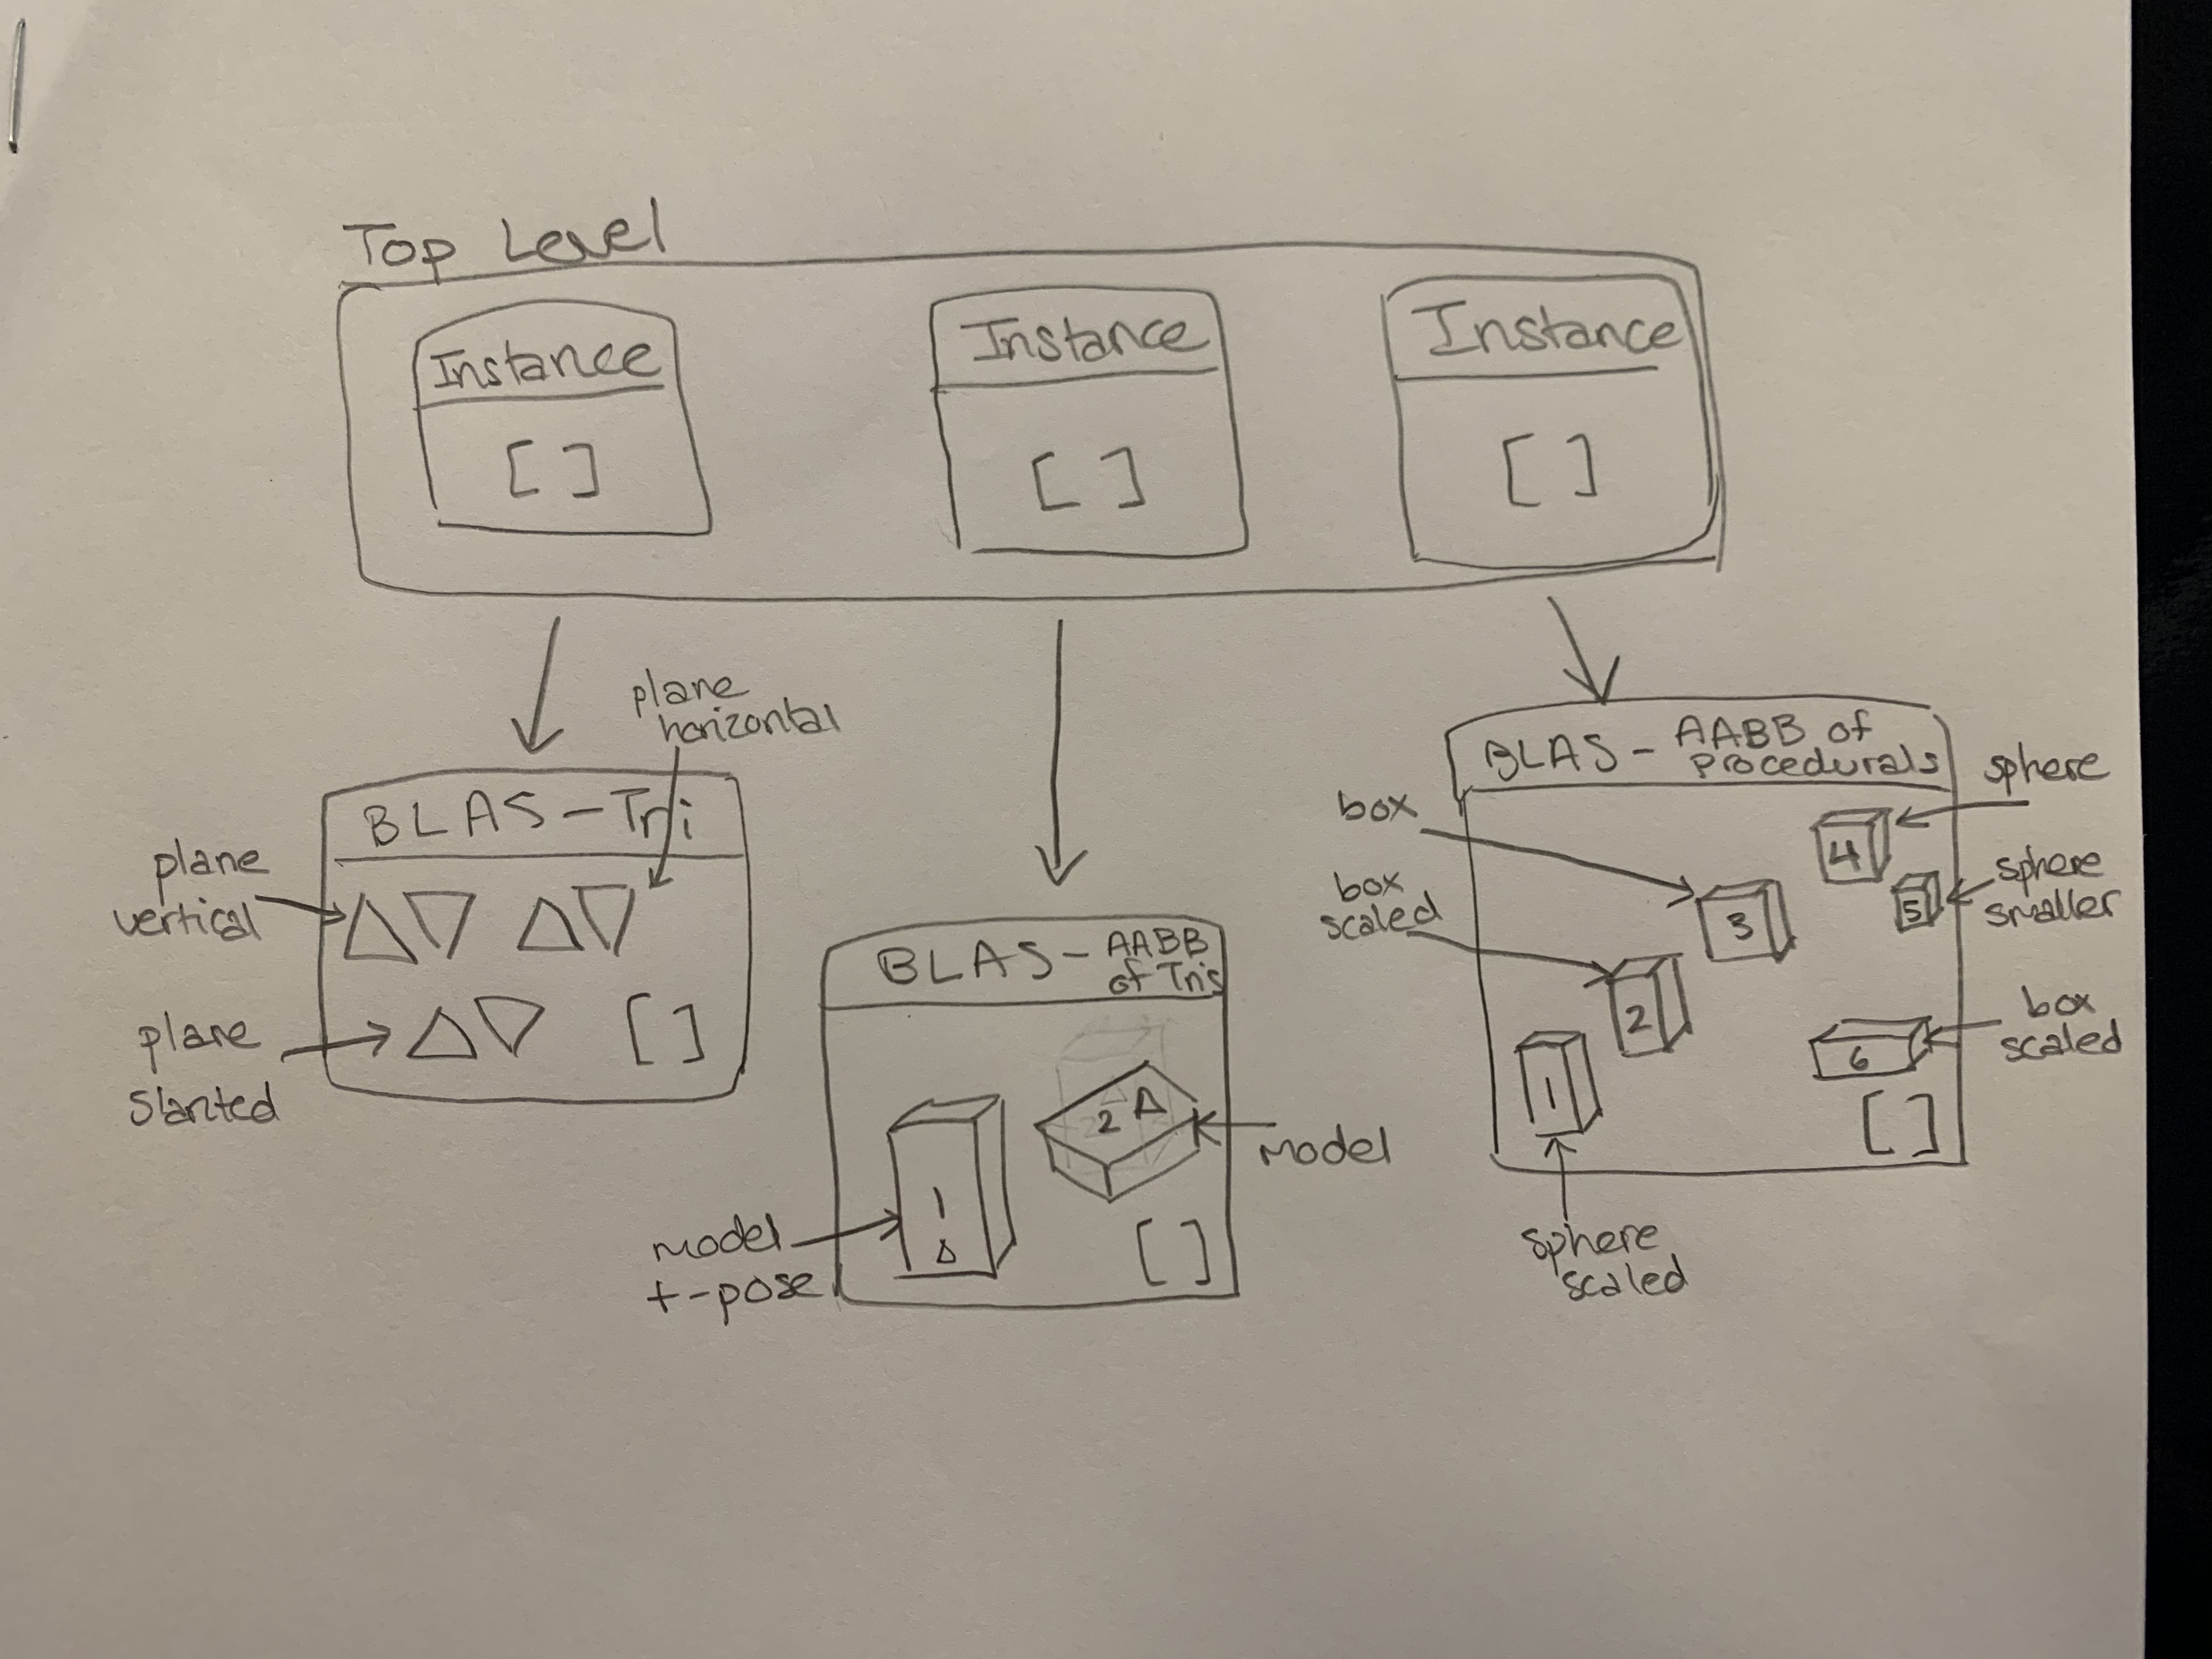 Top Level
Instance
[ ]
Instance
[ ]
Instance
[ ]
plane
horizontal
BLAS - Tri
plane
vertical
plane
slanted
[ ]
BLAS - AABB
of Tris
1
2
model
t-pose
model
[ ]
BLAS - AABB of
Procedurals
box
box
scaled
sphere
sphere
smaller
box
scaled
sphere
scaled
4
5
3
2
1
6
[ ]